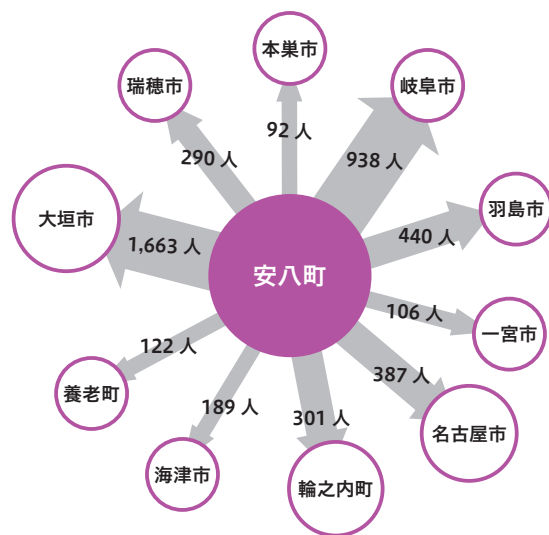 本巣市
瑞穂市
岐阜市
92 人
290 人
938 人
大垣市
羽島市
1,663 人
440 人
安八町
106 人
一宮市
122 人
387 人
養老町
189 人
301 人
名古屋市
海津市
輪之内町